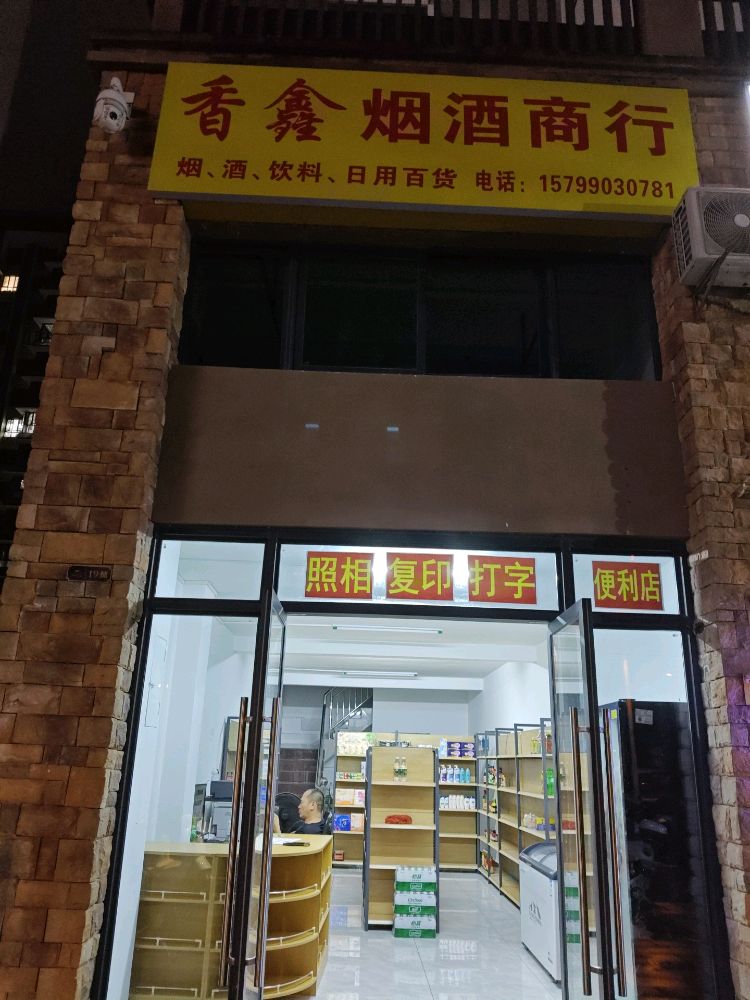 香鑫烟酒商行
烟、酒、饮料、日用百货 电话：15799030781
照相 复印 打字 便利店